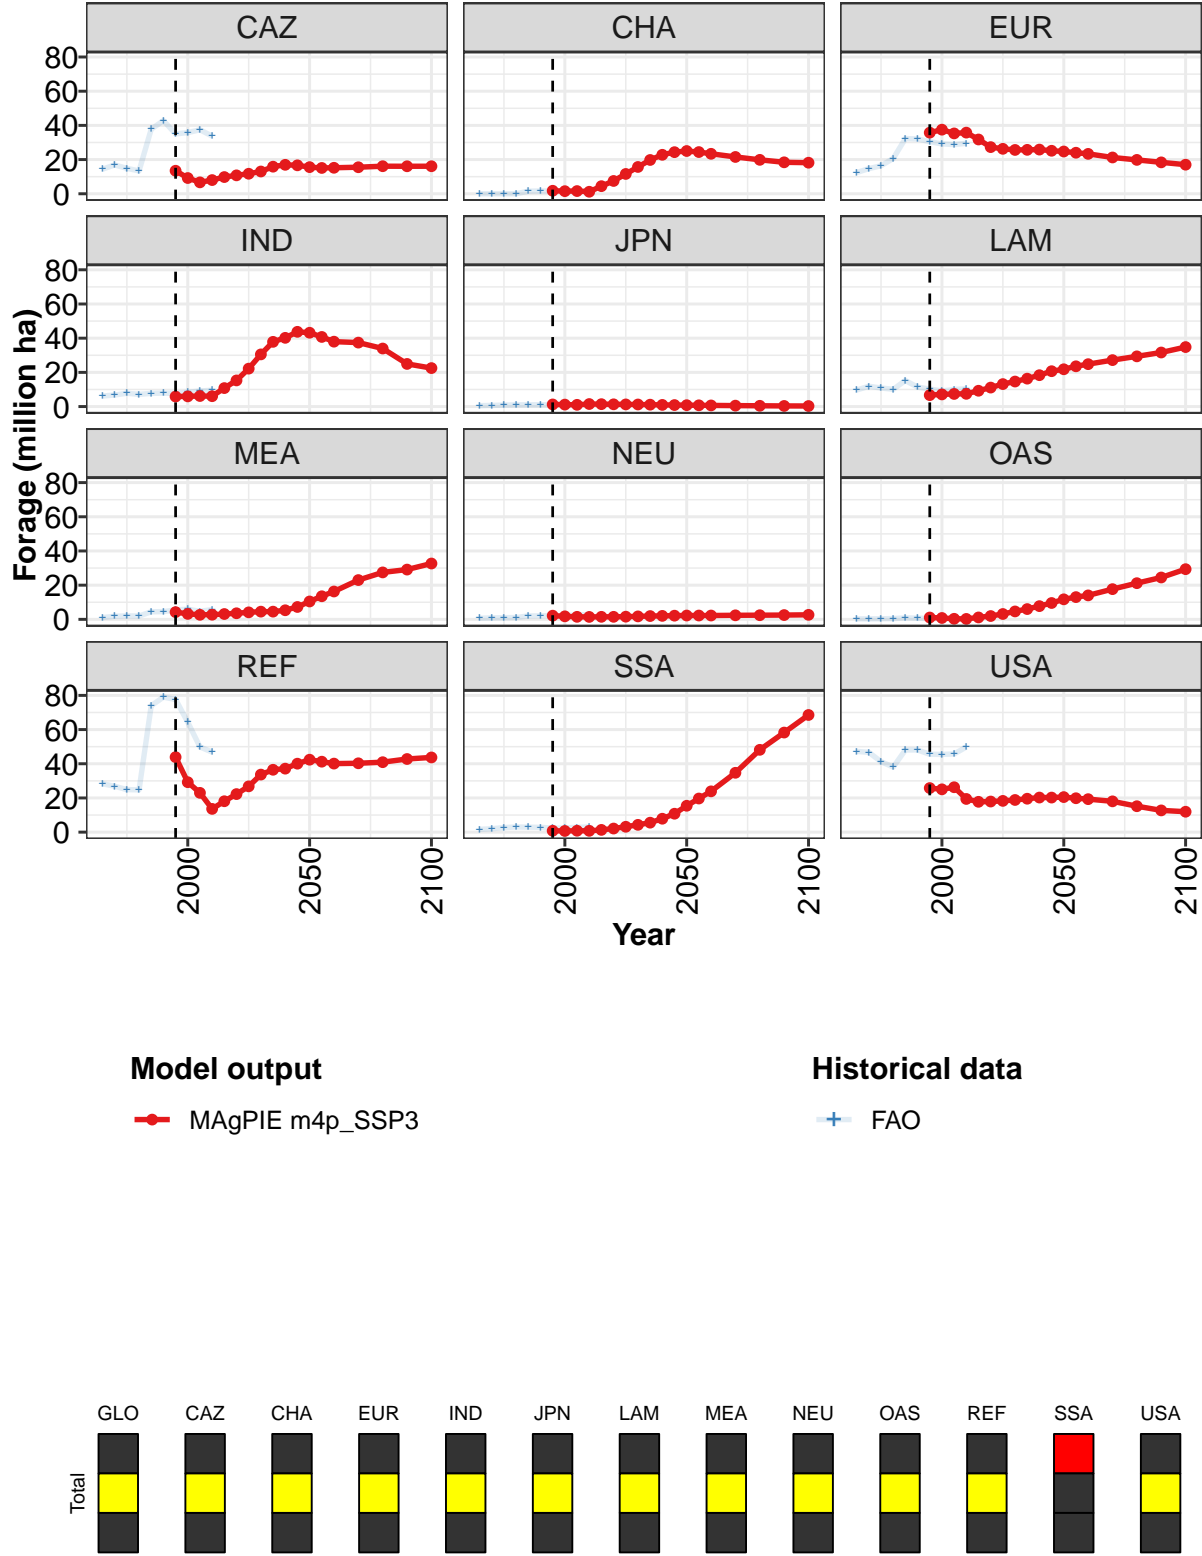 CAZ CHA EUR
80
60
40
20
0
IND JPN LAM
80
60
40
20
0
MEA NEU OAS
80
60
40
20
0
REF SSA USA
80
60
40
20
0
Forage (million ha)
2000 2050 2100 2000 2050 2100 2000 2050 2100
Year
Model output Historical data
MAgPIE m4p_SSP3 FAO
GLO CAZ CHA EUR IND JPN LAM MEA NEU OAS REF SSA USA
Total